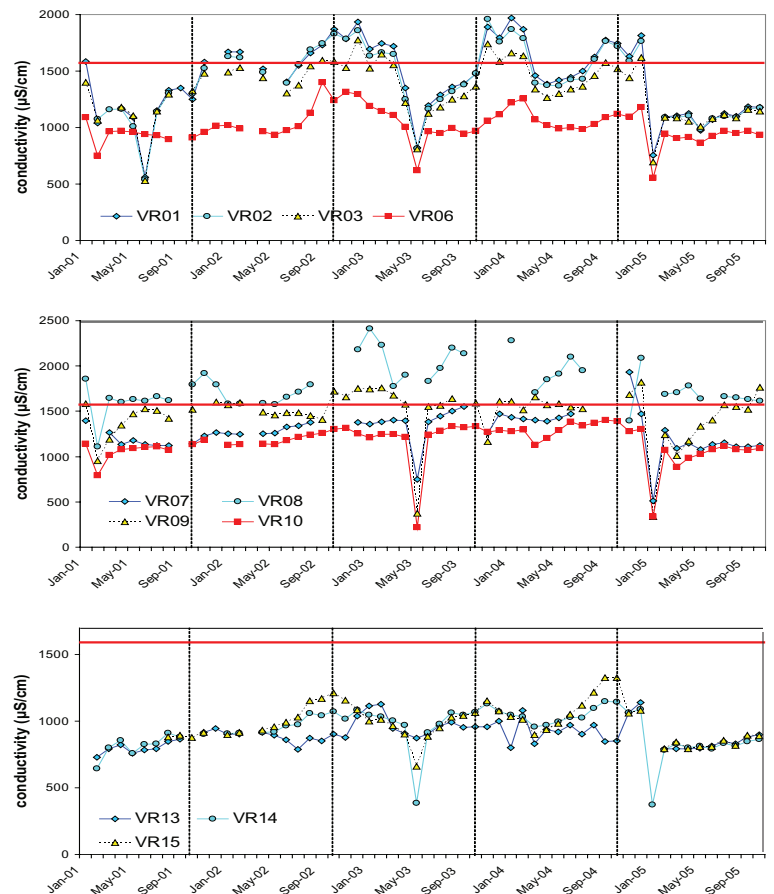 conductivity (µS/cm)
2000
1500
1000
500
0
VR01 VR02 VR03 VR06
Jan-01 May-01 Sep-01 Jan-02 May-02 Sep-02 Jan-03 May-03 Sep-03 Jan-04 May-04 Sep-04 Jan-05 May-05 Sep-05
conductivity (µS/cm)
2500
2000
1500
1000
500
0
VR07 VR08
VR09 VR10
Jan-01 May-01 Sep-01 Jan-02 May-02 Sep-02 Jan-03 May-03 Sep-03 Jan-04 May-04 Sep-04 Jan-05 May-05 Sep-05
conductivity (µS/cm)
1500
1000
500
0
VR13 VR14
VR15
Jan-01 May-01 Sep-01 Jan-02 May-02 Sep-02 Jan-03 May-03 Sep-03 Jan-04 May-04 Sep-04 Jan-05 May-05 Sep-05